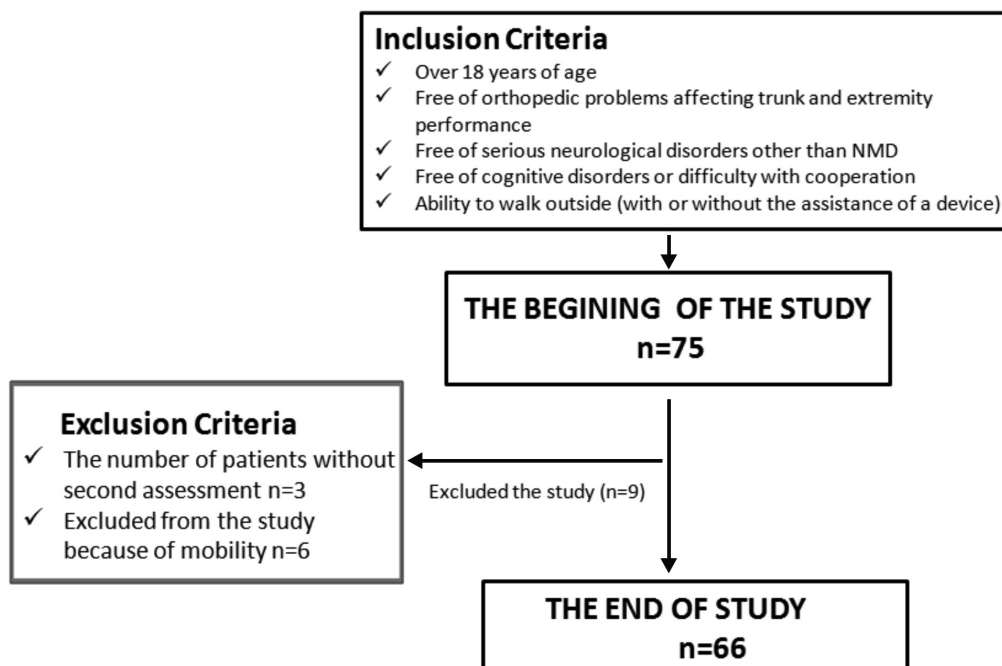 Inclusion Criteria
✓ Over 18 years of age
✓ Free of orthopedic problems affecting trunk and extremity
performance
✓ Free of serious neurological disorders other than NMD
✓ Free of cognitive disorders or difficulty with cooperation
✓ Ability to walk outside (with or without the assistance of a device)
THE BEGINING OF THE STUDY
n=75
Exclusion Criteria
✓ The number of patients without
second assessment n=3
✓ Excluded from the study
because of mobility n=6
Excluded the study (n=9)
THE END OF STUDY
n=66